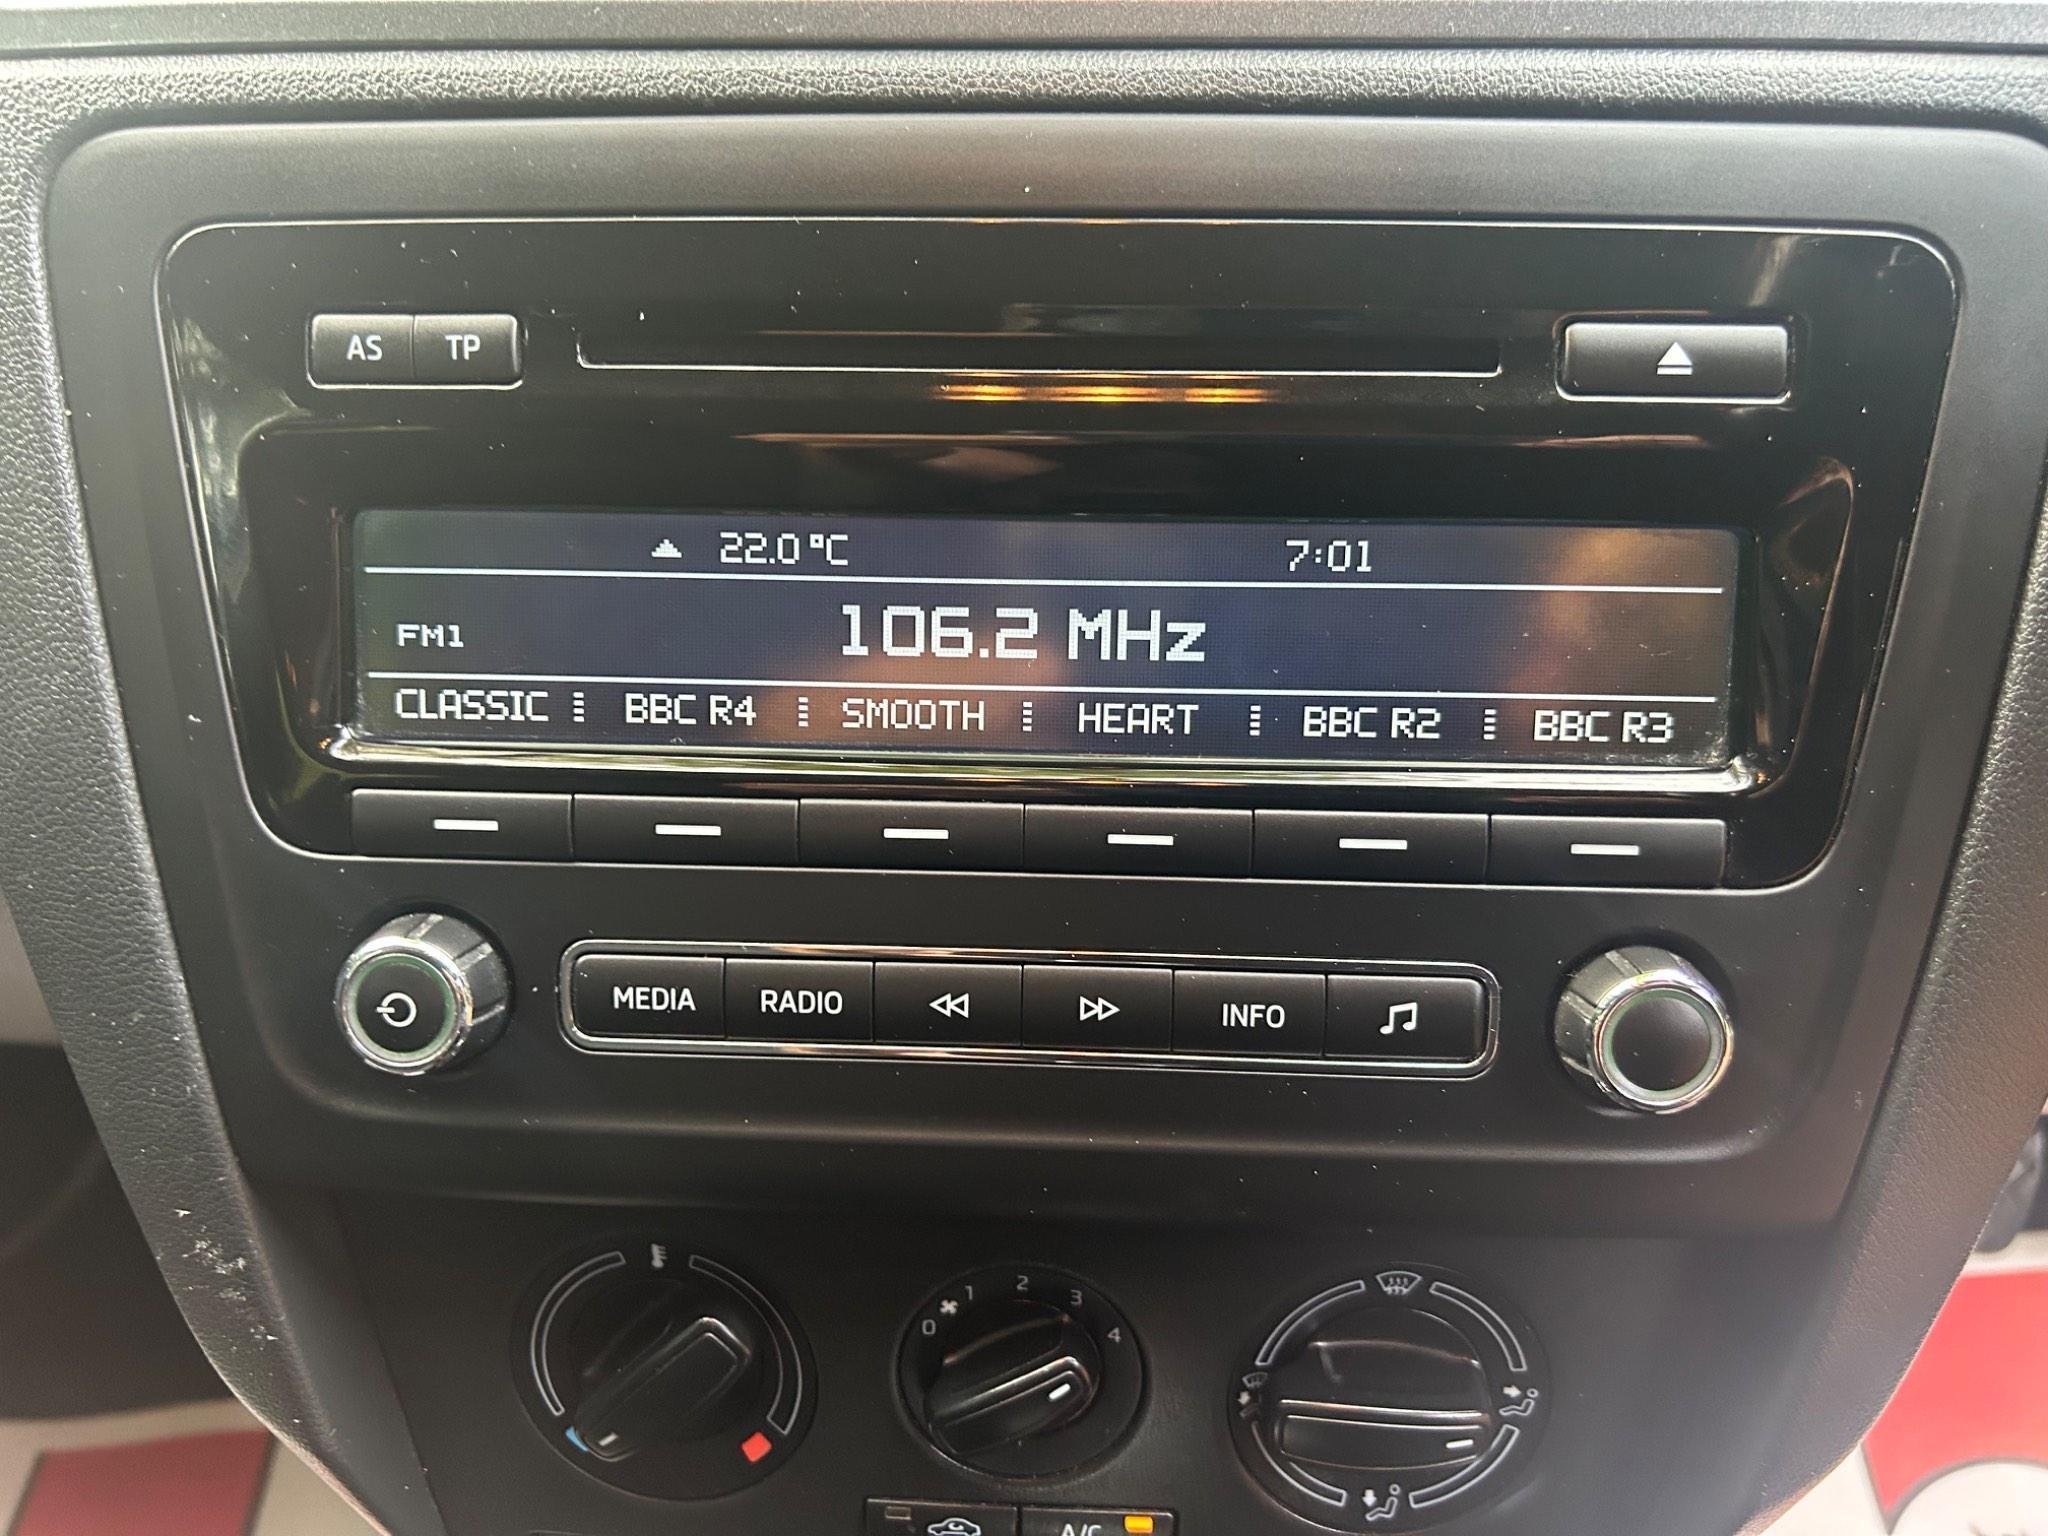 AS TP
22.0 °C 7:01
FM1 106.2 MHz
CLASSIC BBC R4 SMOOTH HEART BBC R2 BBC R3
MEDIA RADIO INFO
0 1 2 3 4
A/C